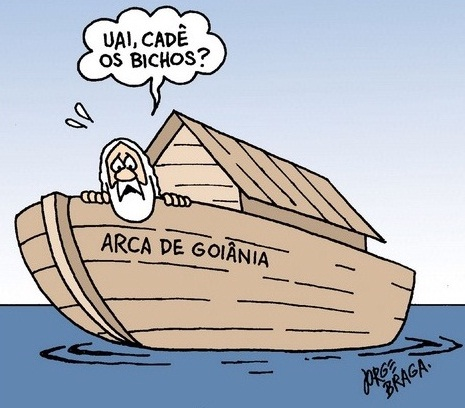 UAI, CADÊ
OS BICHOS?
ARCA DE GOIÂNIA
JORGE
BRAGA.